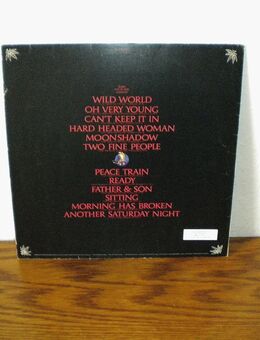 WILD WORLD
OH VERY YOUNG
CAN'T KEEP IT IN
HARD HEADED WOMAN
MOONSHADOW
TWO FINE PEOPLE
PEACE TRAIN
READY
FATHER & SON
SITTING
MORNING HAS BROKEN
ANOTHER SATURDAY NIGHT